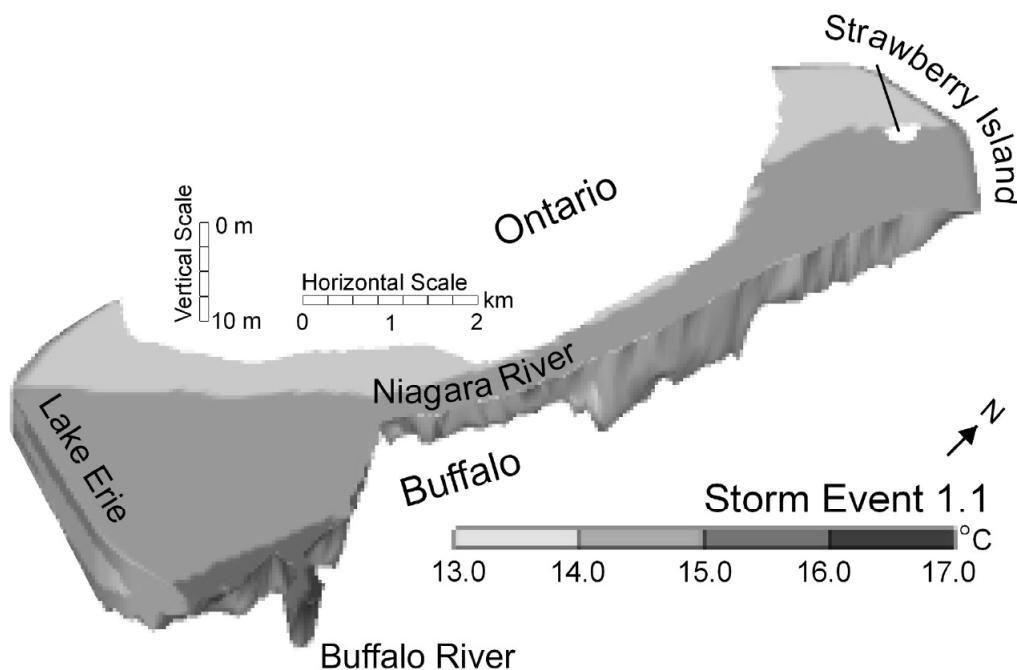 Strawberry Island
Ontario
Vertical Scale
0 m
10 m
Horizontal Scale
km
0 1 2
Niagara River
Lake Erie
Buffalo
N
Storm Event 1.1
°C
13.0 14.0 15.0 16.0 17.0
Buffalo River